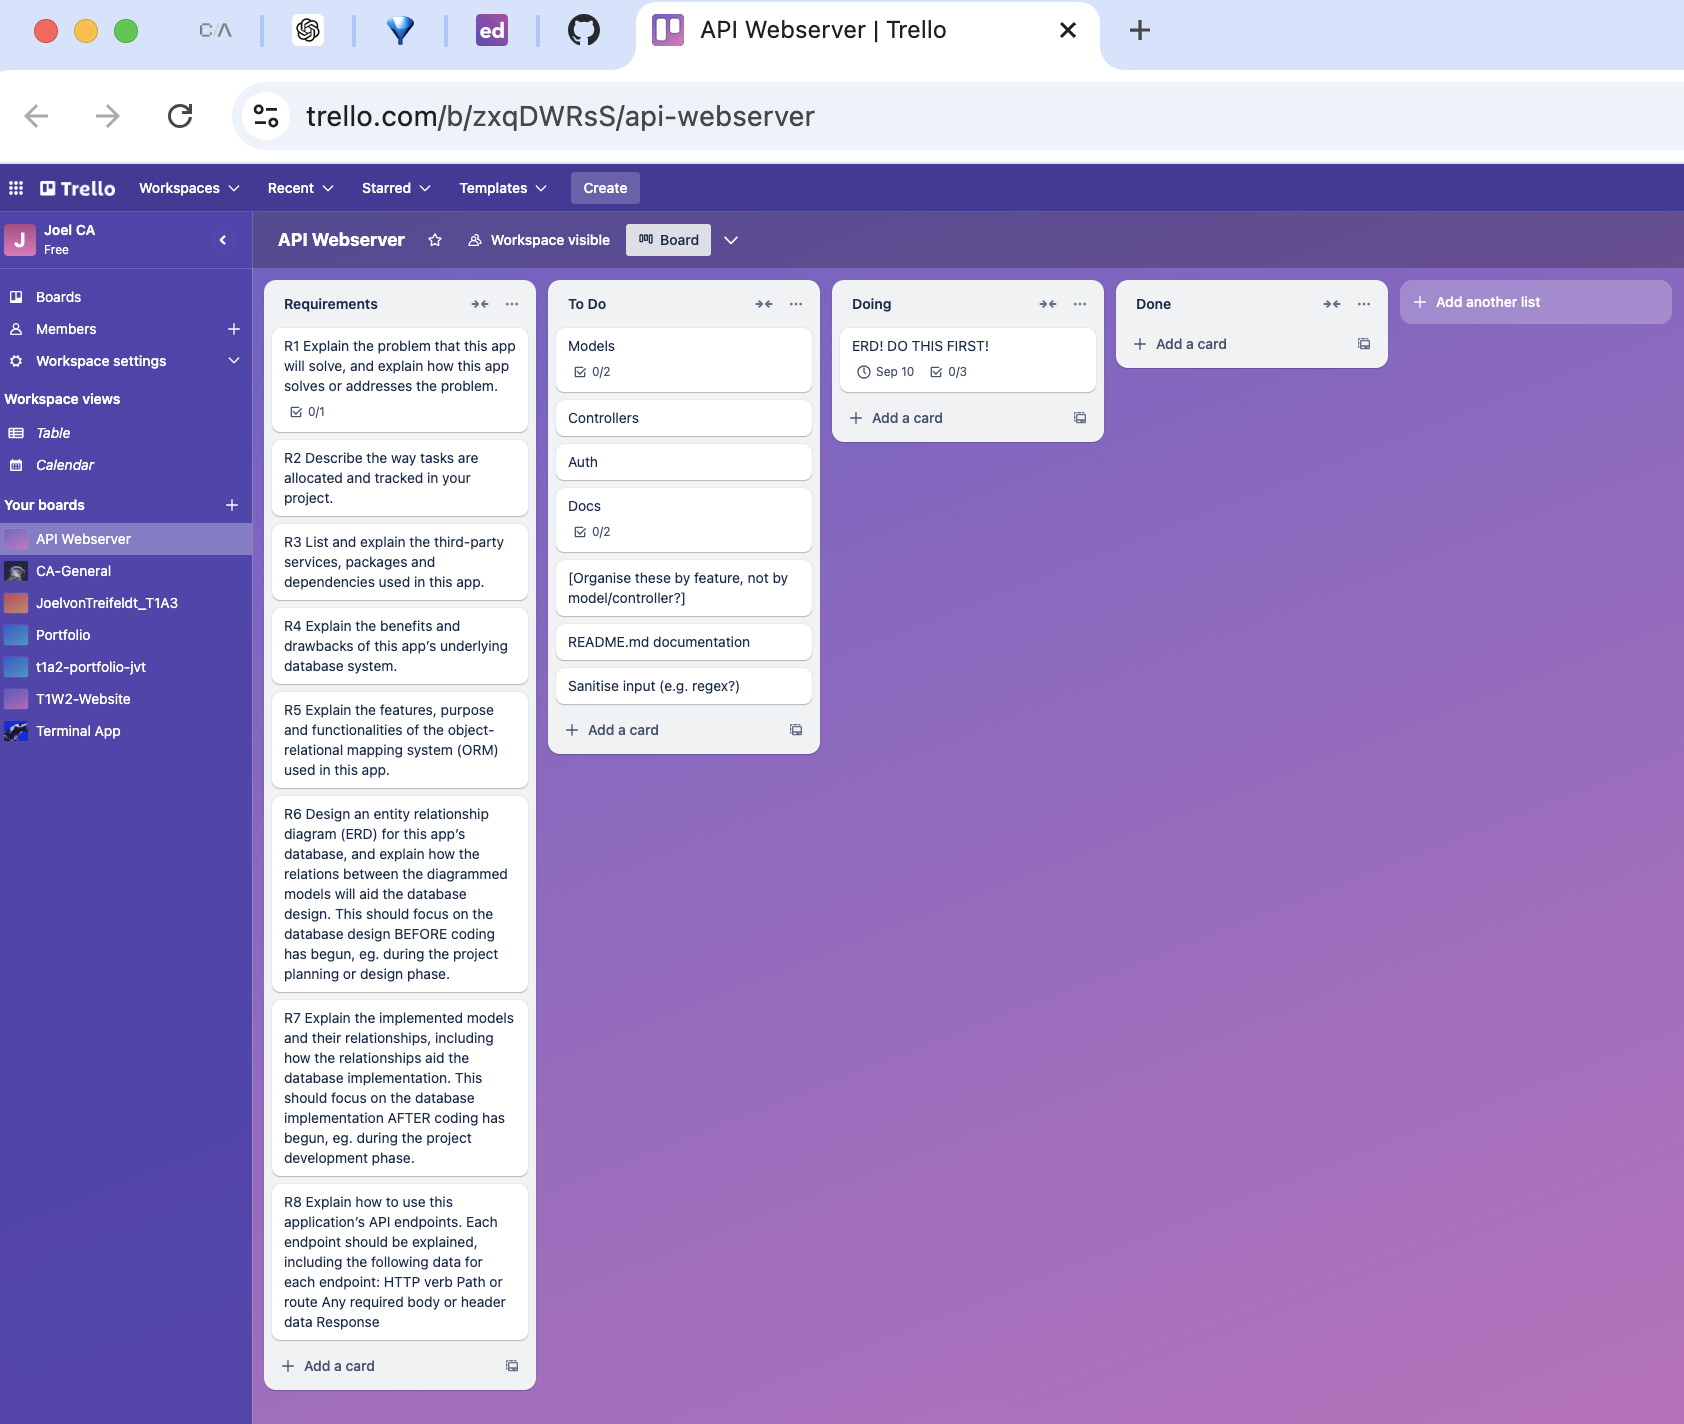 C/A
ed
API Webserver | Trello
trello.com/b/zxqDWRsS/api-webserver
Trello
Workspaces
Recent
Starred
Templates
Create
J
Joel CA
Free
Boards
Members
Workspace settings
Workspace views
Table
Calendar
Your boards
API Webserver
CA-General
JoelvonTreifeldt_T1A3
Portfolio
t1a2-portfolio-jvt
T1W2-Website
Terminal App
API Webserver
Workspace visible
Board
Requirements
R1 Explain the problem that this app
will solve, and explain how this app
solves or addresses the problem.
0/1
R2 Describe the way tasks are
allocated and tracked in your
project.
R3 List and explain the third-party
services, packages and
dependencies used in this app.
R4 Explain the benefits and
drawbacks of this app’s underlying
database system.
R5 Explain the features, purpose
and functionalities of the object-
relational mapping system (ORM)
used in this app.
R6 Design an entity relationship
diagram (ERD) for this app’s
database, and explain how the
relations between the diagrammed
models will aid the database
design. This should focus on the
database design BEFORE coding
has begun, eg. during the project
planning or design phase.
R7 Explain the implemented models
and their relationships, including
how the relationships aid the
database implementation. This
should focus on the database
implementation AFTER coding has
begun, eg. during the project
development phase.
R8 Explain how to use this
application’s API endpoints. Each
endpoint should be explained,
including the following data for
each endpoint: HTTP verb Path or
route Any required body or header
data Response
Add a card
To Do
Models
0/2
Controllers
Auth
Docs
0/2
[Organise these by feature, not by
model/controller?]
README.md documentation
Sanitise input (e.g. regex?)
Add a card
Doing
ERD! DO THIS FIRST!
Sep 10 0/3
Add a card
Done
Add a card
Add another list